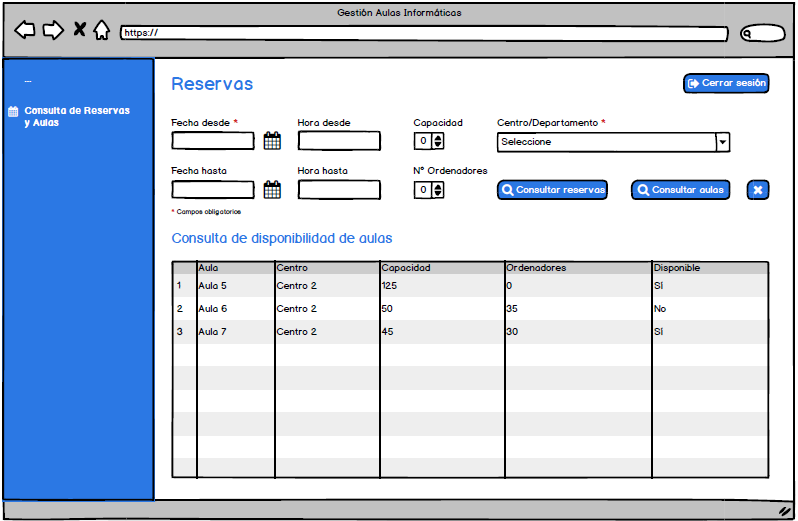 Gestión Aulas Informáticas
https://
...
Consulta de Reservas
y Aulas
Reservas
Cerrar sesión
Fecha desde * Hora desde Capacidad Centro/Departamento *
0 Seleccione
Fecha hasta Hora hasta Nº Ordenadores
0 Consultar reservas Consultar aulas
* Campos obligatorios
Consulta de disponibilidad de aulas
Aula Centro Capacidad Ordenadores Disponible
1 Aula 5 Centro 2 125 0 SI
2 Aula 6 Centro 2 50 35 No
3 Aula 7 Centro 2 45 30 SI